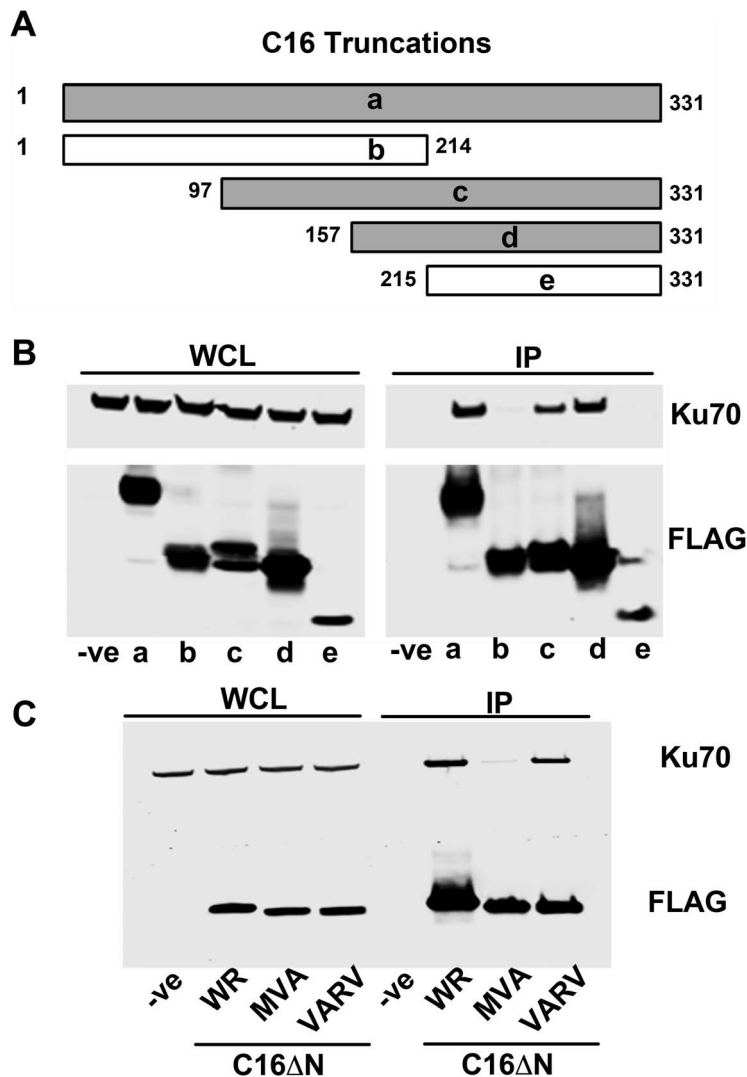 A
C16 Truncations
1 a 331
1 b 214
97 c 331
157 d 331
215 e 331
B
WCL IP
Ku70
FLAG
-ve a b c d e -ve a b c d e
C
WCL IP
Ku70
FLAG
-ve WR MVA VARV -ve WR MVA VARV
C16ΔN C16ΔN